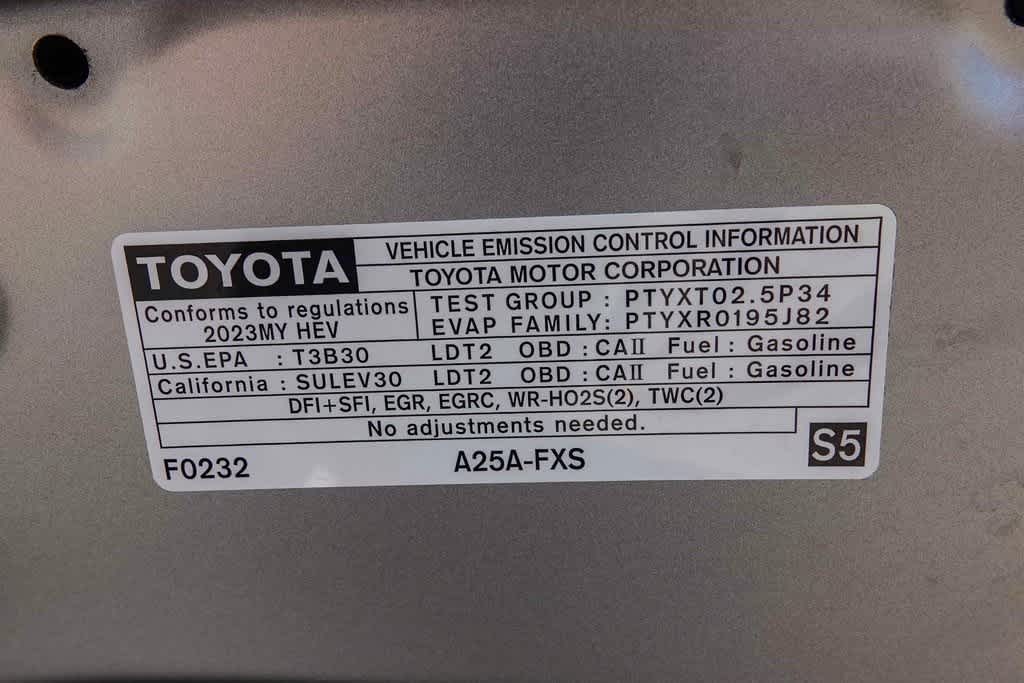 TOYOTA
VEHICLE EMISSION CONTROL INFORMATION
TOYOTA MOTOR CORPORATION
Conforms to regulations
2023MY HEV
TEST GROUP : PTYXT02.5P34
EVAP FAMILY: PTYXR0195J82
U.S.EPA : T3B30 LDT2 OBD : CAII Fuel : Gasoline
California : SULEV30 LDT2 OBD : CAII Fuel : Gasoline
DFI+SFI, EGR, EGRC, WR-HO2S(2), TWC(2)
No adjustments needed.
F0232
A25A-FXS
S5